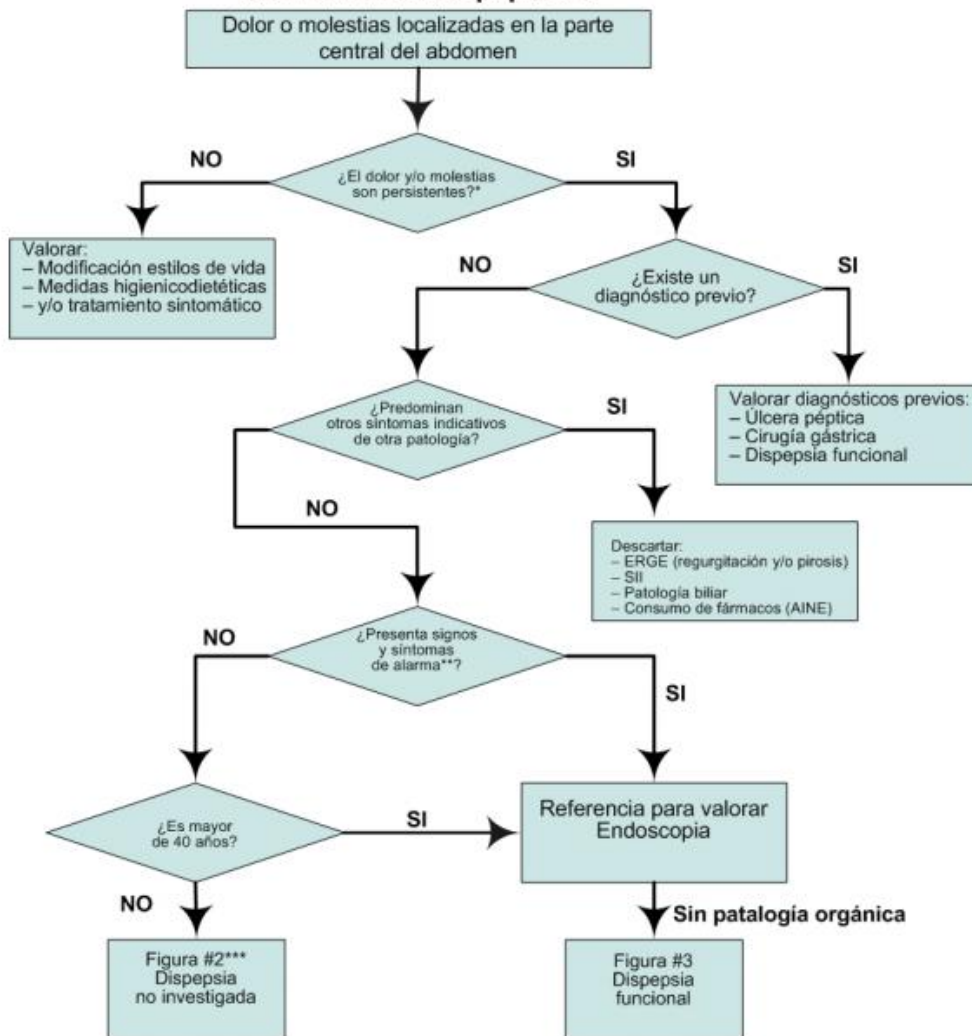 Dolor o molestias localizadas en la parte
central del abdomen
NO
SI
¿El dolor y/o molestias
son persistentes?*
Valorar:
– Modificación estilos de vida
– Medidas higienicodietéticas
– y/o tratamiento sintomático
NO
SI
¿Existe un
diagnóstico previo?
¿Predominan
otros síntomas indicativos
de otra patología?
SI
Valorar diagnósticos previos:
– Úlcera péptica
– Cirugía gástrica
– Dispepsia funcional
NO
Descartar:
– ERGE (regurgitación y/o pirosis)
– SII
– Patología biliar
– Consumo de fármacos (AINE)
NO
¿Presenta signos
y síntomas
de alarma**?
SI
¿Es mayor
de 40 años?
SI
Referencia para valorar
Endoscopia
NO
Sin patalogía orgánica
Figura #2***
Dispepsia
no investigada
Figura #3
Dispepsia
funcional